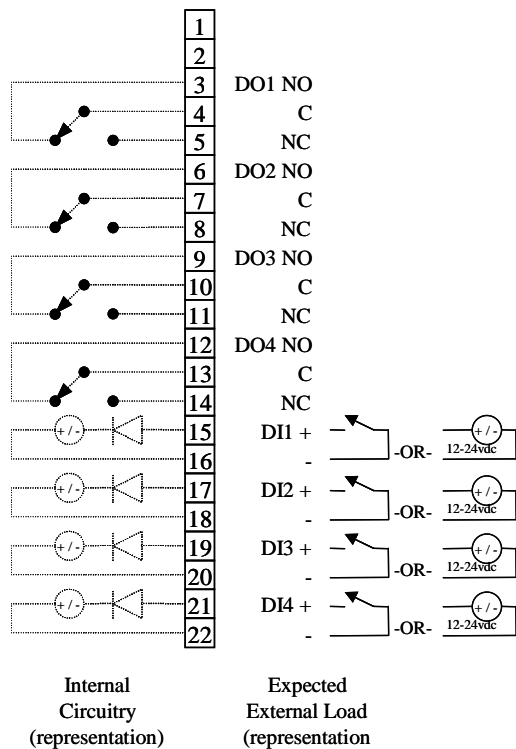 1
2
3 DO1 NO
4 C
5 NC
6 DO2 NO
7 C
8 NC
9 DO3 NO
10 C
11 NC
12 DO4 NO
13 C
14 NC
+ / - 15 DI1 + + / -
16 - -OR- 12-24vdc
+ / - 17 DI2 + + / -
18 - -OR- 12-24vdc
+ / - 19 DI3 + + / -
20 - -OR- 12-24vdc
+ / - 21 DI4 + + / -
22 - -OR- 12-24vdc
Internal
Circuitry
(representation)
Expected
External Load
(representation